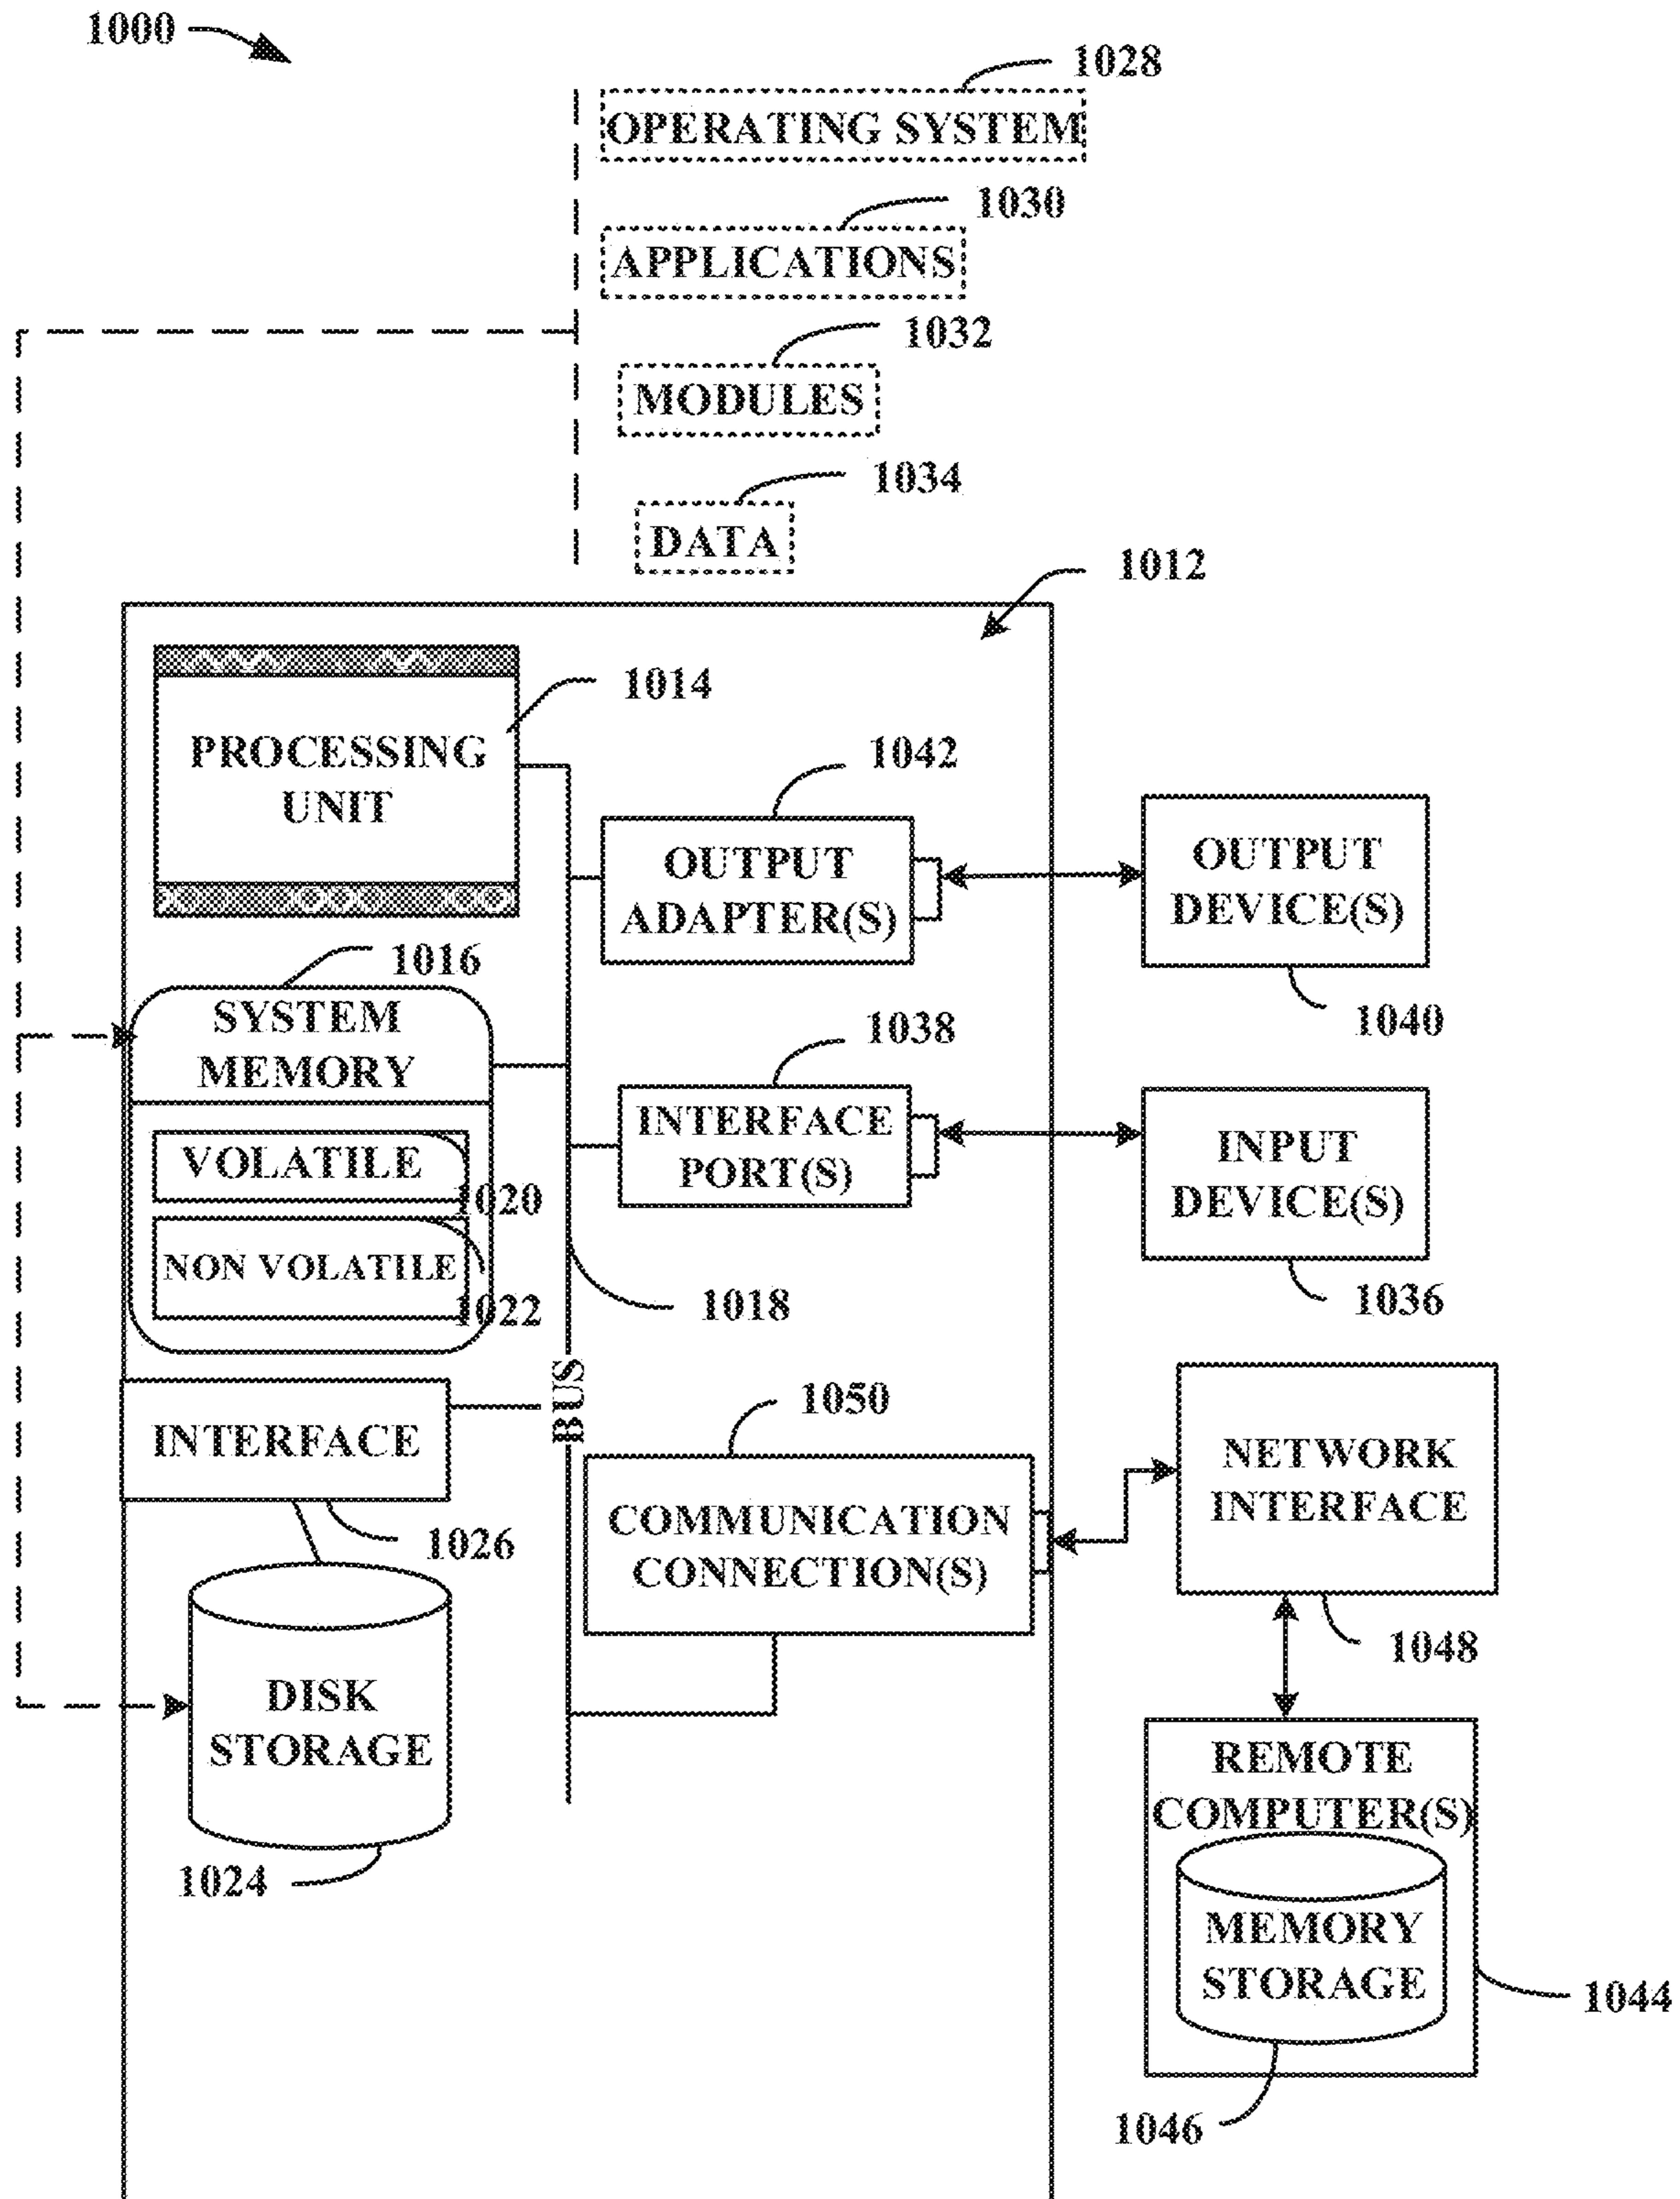 1000
1028
OPERATING SYSTEM
1030
APPLICATIONS
1032
MODULES
1034
DATA
1012
1014
PROCESSING
UNIT
1042
OUTPUT
ADAPTER(S)
OUTPUT
DEVICE(S)
1040
1016
SYSTEM
MEMORY
1038
INTERFACE
PORT(S)
INPUT
DEVICE(S)
1036
VOLATILE
1020
NON VOLATILE
1022
1018
BUS
INTERFACE
1026
1050
COMMUNICATION
CONNECTION(S)
NETWORK
INTERFACE
1048
DISK
STORAGE
1024
REMOTE
COMPUTER(S)
MEMORY
STORAGE
1044
1046